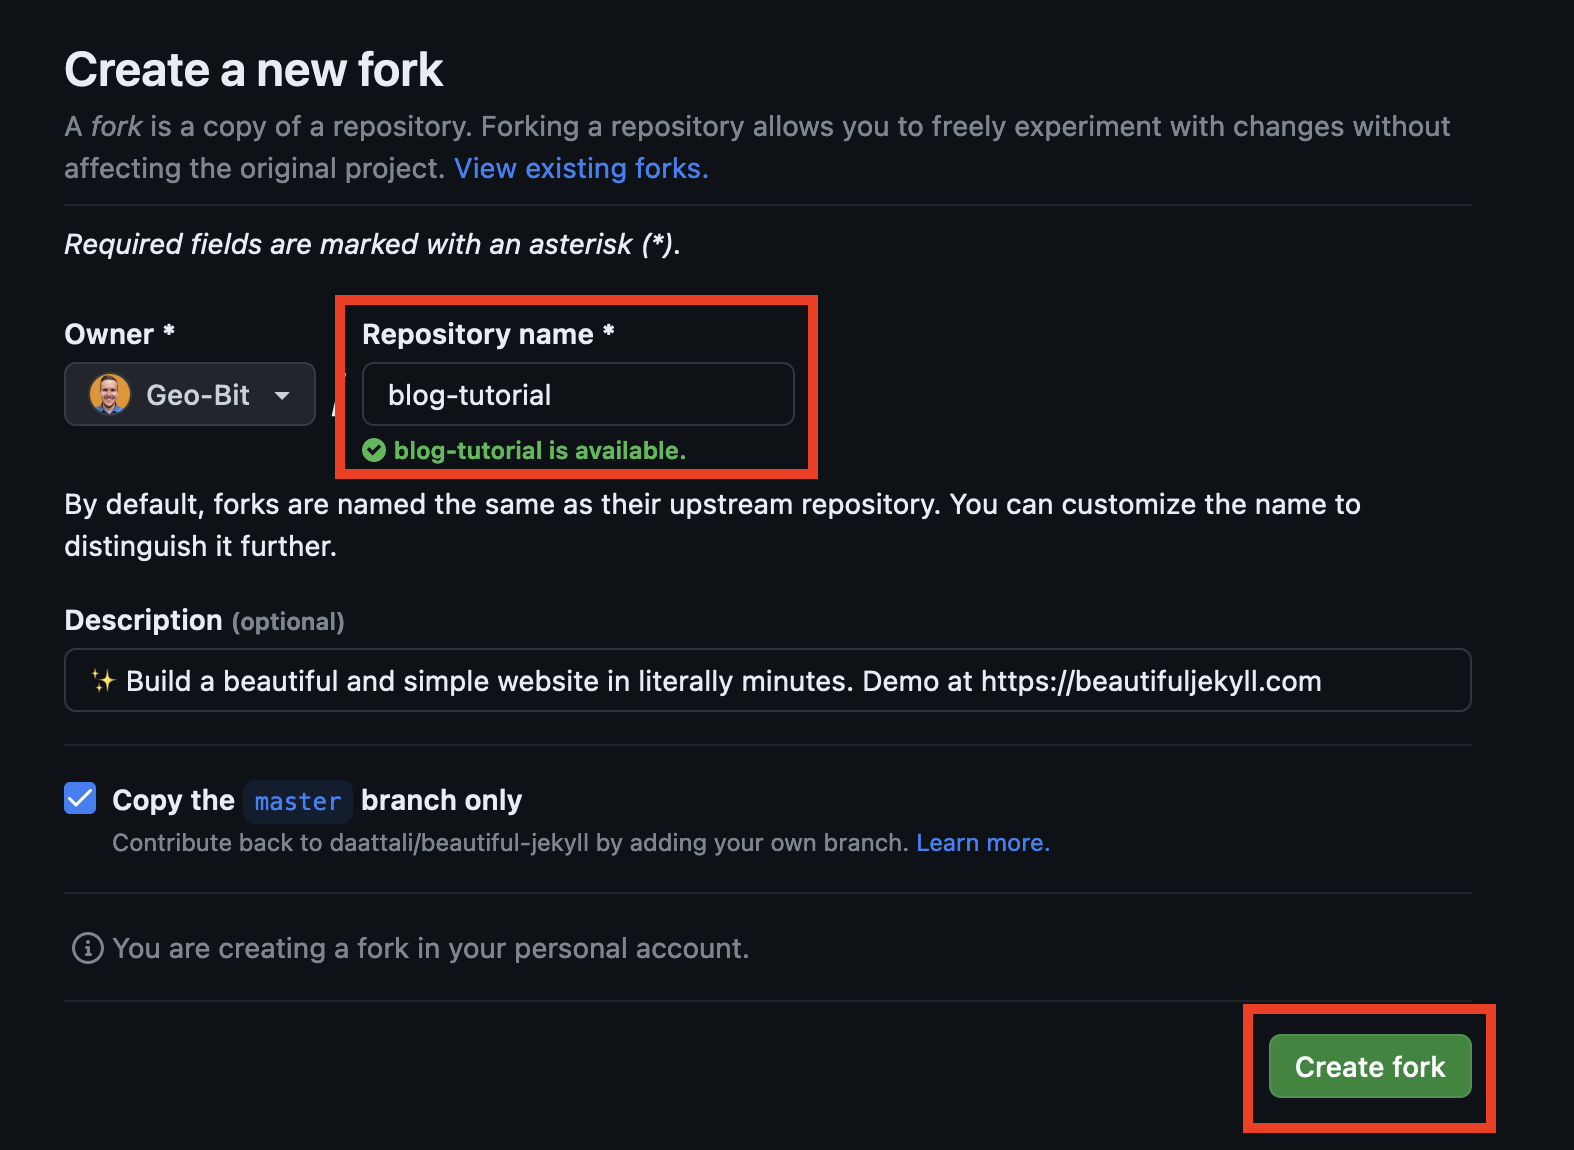 Create a new fork
A fork is a copy of a repository. Forking a repository allows you to freely experiment with changes without
affecting the original project. View existing forks.
Required fields are marked with an asterisk (*).
Owner *
Repository name *
Geo-Bit
/
blog-tutorial
blog-tutorial is available.
By default, forks are named the same as their upstream repository. You can customize the name to
distinguish it further.
Description (optional)
✨ Build a beautiful and simple website in literally minutes. Demo at https://beautifuljekyll.com
Copy the master branch only
Contribute back to daattali/beautiful-jekyll by adding your own branch. Learn more.
You are creating a fork in your personal account.
Create fork